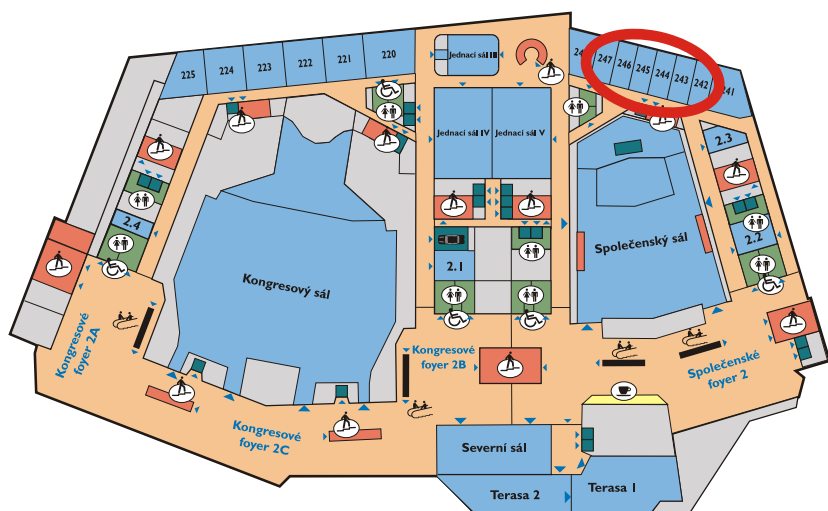 225
224
223
222
221
220
Jednací sál III
247
246
245
244
243
242
241
Jednací sál IV
Jednací sál V
2.3
2.4
2.2
2.1
Společenský sál
Kongresový sál
Kongresové
foyer 2A
Kongresové
foyer 2B
Společenské
foyer 2
Kongresové
foyer 2C
Severní sál
Terasa 2
Terasa 1